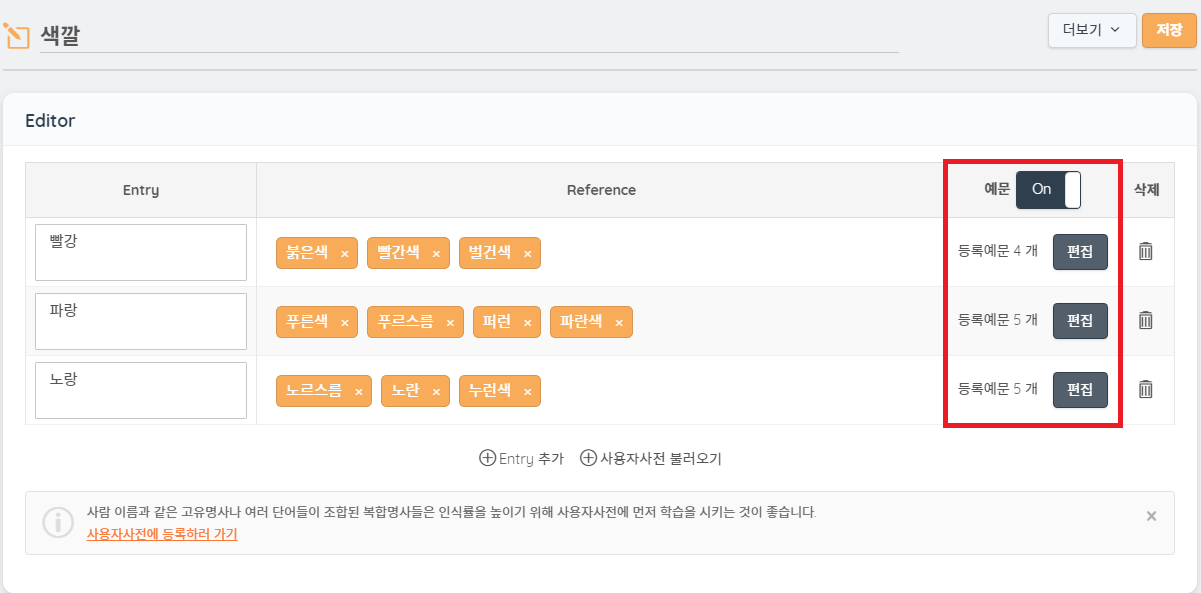 색깔
더보기 저장
Editor
Entry Reference 예문 On 삭제
빨강 붉은색 × 빨간색 × 벌건색 × 등록예문 4 개 편집
파랑 푸른색 × 푸르스름 × 퍼런 × 파란색 × 등록예문 5 개 편집
노랑 노르스름 × 노란 × 누런색 × 등록예문 5 개 편집
Entry 추가 사용자사전 불러오기
사람 이름과 같은 고유명사나 여러 단어들이 조합된 복합명사들은 인식률을 높이기 위해 사용자사전에 먼저 학습을 시키는 것이 좋습니다.
사용자사전에 등록하러 가기